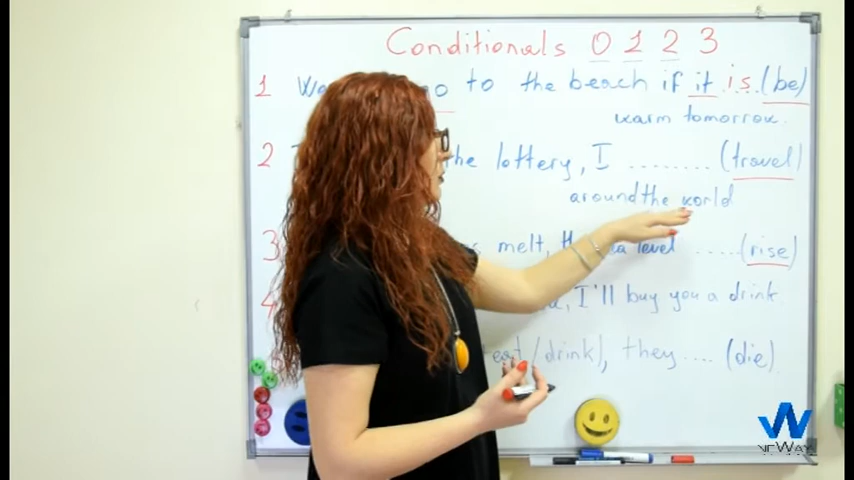 Conditionals 0 1 2 3
1 We go to the beach if it is (be)
warm tomorrow.
2 the lottery, I ........ (travel)
around the world
3 melt, the sea level ..... (rise)
4 I'll buy you a drink
eat/drink), they .... (die)
NEWAY